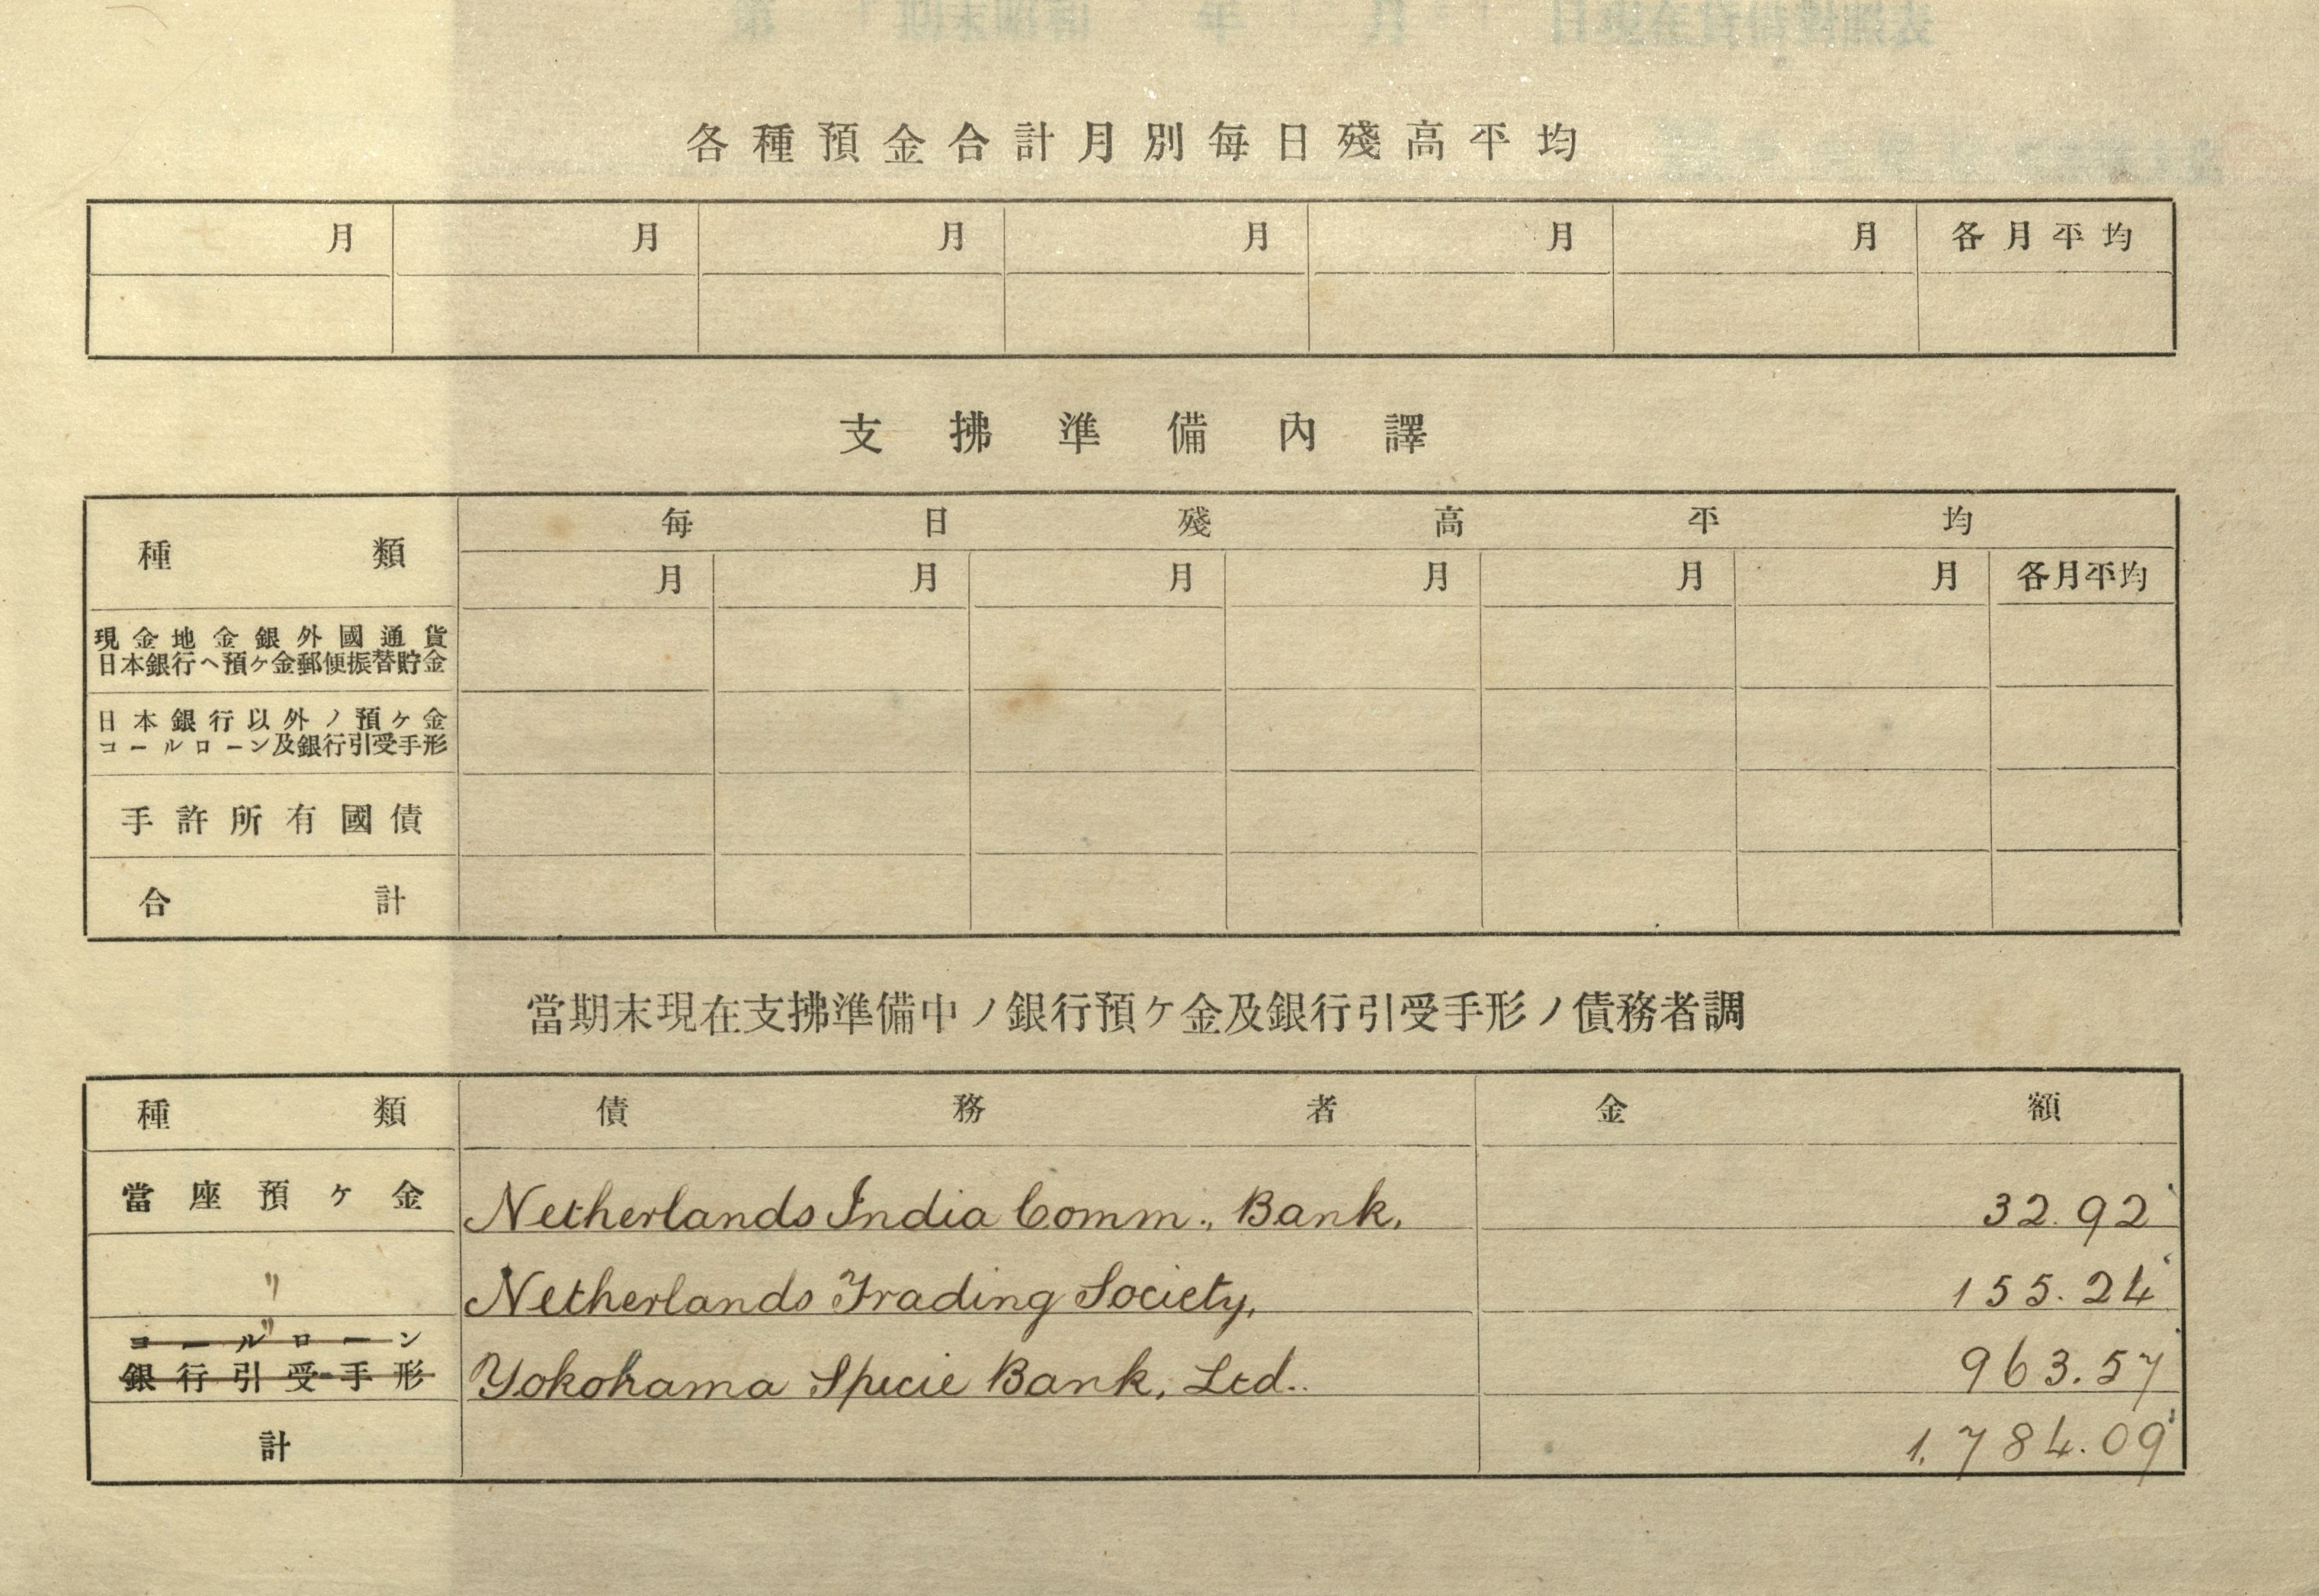 各種預金合計月別每日殘高平均
月 月 月 月 月 月 各月平均
支拂準備內譯
種類 每日殘高平均
月 月 月 月 月 月 各月平均
現金地金銀外國通貨
日本銀行ヘ預ケ金郵便振替貯金
日本銀行以外ノ預ケ金
コールローン及銀行引受手形
手許所有國債
合計
當期末現在支拂準備中ノ銀行預ケ金及銀行引受手形ノ債務者調
種類 債務者 金額
當座預ケ金 Netherlands India Comm., Bank, 32.92
〃 Netherlands Trading Society, 155.24
〃
コールローン
銀行引受手形 Yokohama Specie Bank, Ltd.. 963.57
計 1,784.09